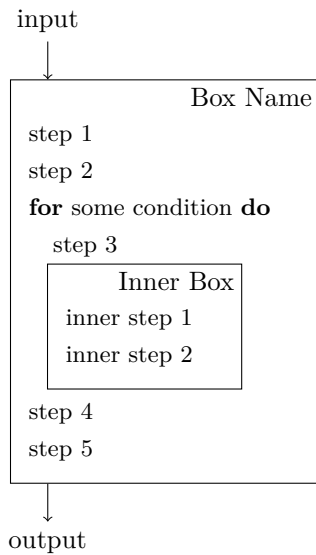 input
Box Name
step 1
step 2
for some condition do
step 3
Inner Box
inner step 1
inner step 2
step 4
step 5
output